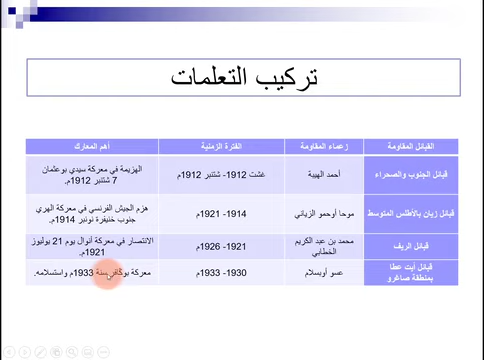 تركيب التعلمات
القبائل المقاومة زعماء المقاومة الفترة الزمنية أهم المعارك
قبائل الجنوب والصحراء أحمد الهيبة غشت 1912- شتنبر 1912م الهزيمة في معركة سيدي بوعثمان
7 شتنبر 1912م.
قبائل زيان بالأطلس المتوسط موحا أوحمو الزياني 1914- 1921م هزم الجيش الفرنسي في معركة الهري
جنوب خنيفرة نونبر 1914م.
قبائل الريف محمد بن عبد الكريم
الخطابي 1921- 1926م الانتصار في معركة أنوال يوم 21 يوليوز
1921م.
قبائل أيت عطا
بمنطقة صاغرو عسو أوبسلام 1930- 1933م معركة بوكافر سنة 1933م واستسلامه.